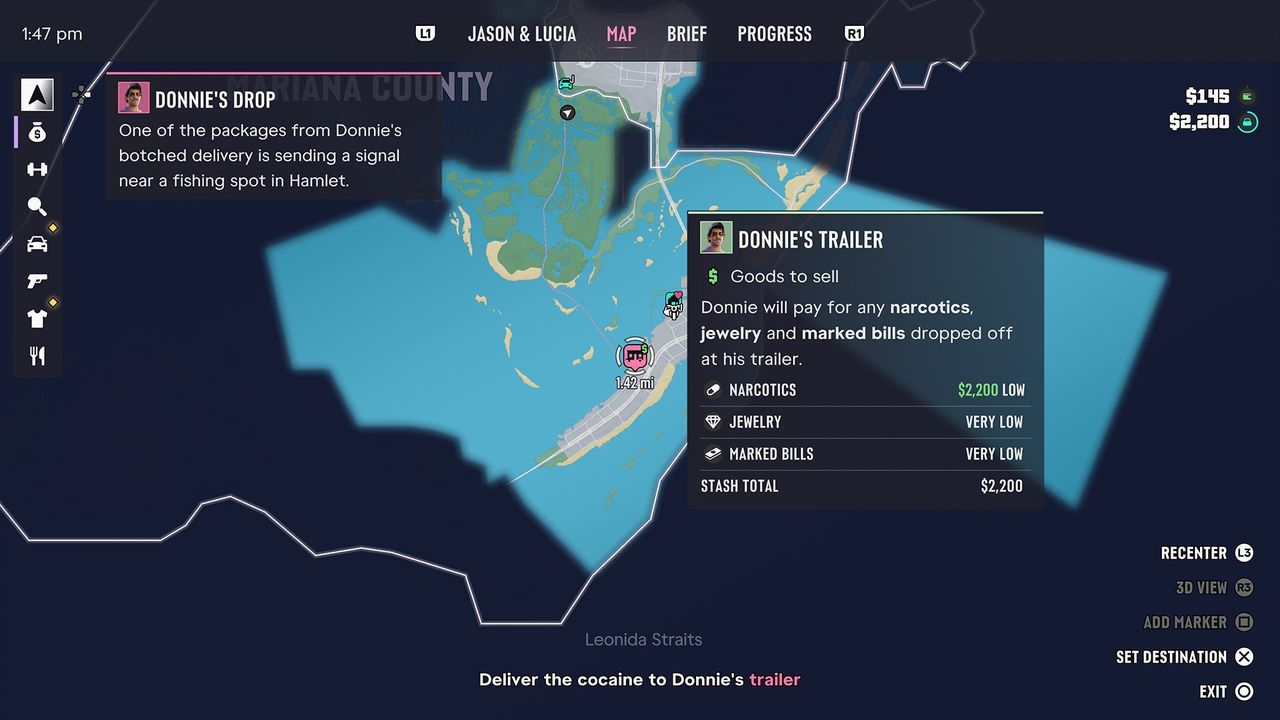 1:47 pm
L1 JASON & LUCIA MAP BRIEF PROGRESS R1
MARIANA COUNTY
DONNIE'S DROP
One of the packages from Donnie's
botched delivery is sending a signal
near a fishing spot in Hamlet.
$145
$2,200
DONNIE'S TRAILER
$ Goods to sell
Donnie will pay for any narcotics,
jewelry and marked bills dropped off
at his trailer.
NARCOTICS $2,200 LOW
JEWELRY VERY LOW
MARKED BILLS VERY LOW
STASH TOTAL $2,200
1.42 mi
RECENTER L3
3D VIEW R3
ADD MARKER
SET DESTINATION
EXIT
Leonida Straits
Deliver the cocaine to Donnie's trailer